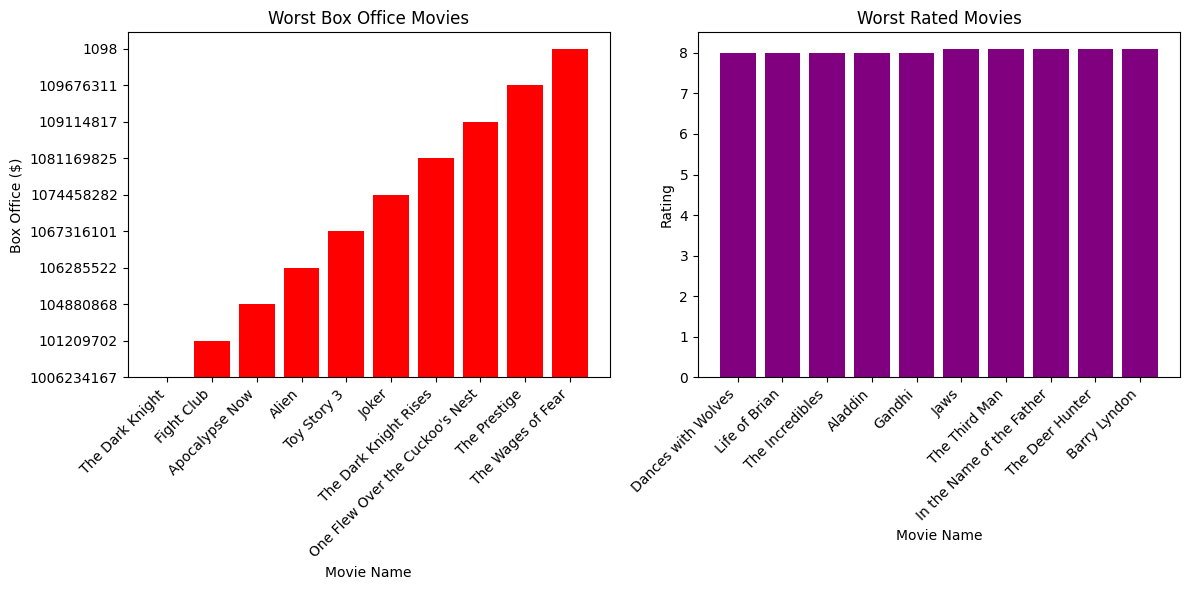 Worst Box Office Movies
Box Office ($)
1098
109676311
109114817
1081169825
1074458282
1067316101
106285522
104880868
101209702
1006234167
The Dark Knight
Fight Club
Apocalypse Now
Alien
Toy Story 3
Joker
The Dark Knight Rises
One Flew Over the Cuckoo's Nest
The Prestige
The Wages of Fear
Movie Name
Worst Rated Movies
Rating
8
7
6
5
4
3
2
1
0
Dances with Wolves
Life of Brian
The Incredibles
Aladdin
Gandhi
Jaws
The Third Man
In the Name of the Father
The Deer Hunter
Barry Lyndon
Movie Name